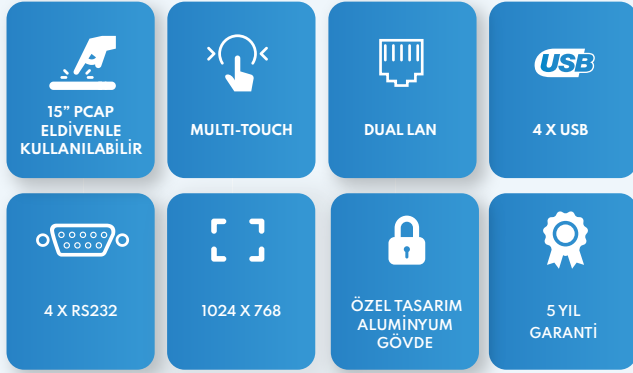 15” PCAP
ELDİVENLE
KULLANILABİLİR
MULTI-TOUCH
DUAL LAN
USB
4 X USB
4 X RS232
1024 X 768
ÖZEL TASARIM
ALUMİNYUM
GÖVDE
5 YIL
GARANTİ